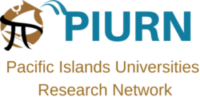 PIURN
Pacific Islands Universities
Research Network